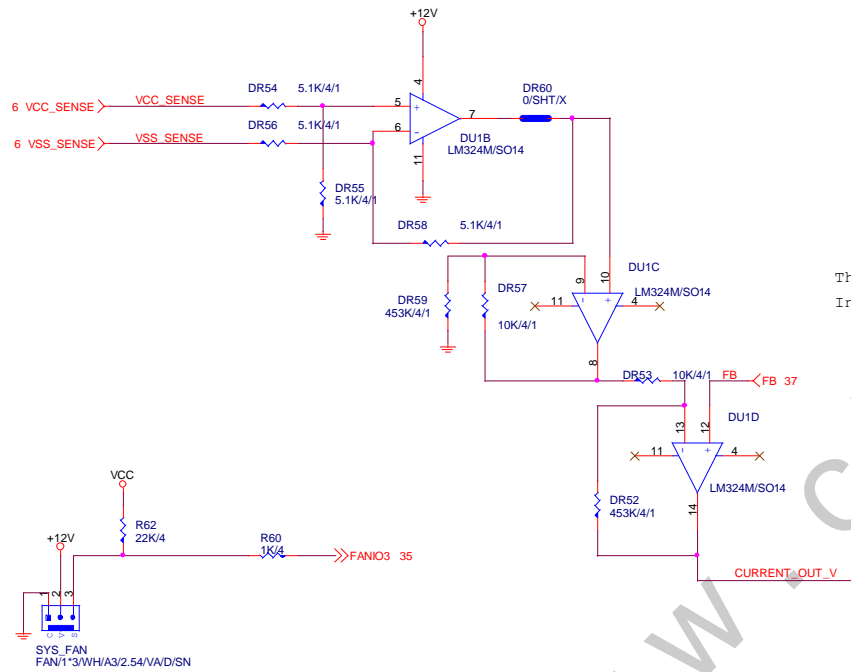 +12V
DR54 5.1K/4/1
6 VCC_SENSE VCC_SENSE
DR56 5.1K/4/1
6 VSS_SENSE VSS_SENSE
4
5
+
6
-
7
11
DU1B
LM324M/SO14
DR60
0/SHT/X
DR55
5.1K/4/1
DR58 5.1K/4/1
DR59
453K/4/1
DR57
10K/4/1
9
10
-
+
11
4
8
DU1C
LM324M/SO14
Th
In
DR53 10K/4/1
FB
FB 37
13
12
-
+
11
4
14
DU1D
LM324M/SO14
DR52
453K/4/1
CURRENT_OUT_V
VCC
R62
22K/4
+12V
R60
1K/4
FANIO3 35
1
2
3
C
V
S
SYS_FAN
FAN/1*3/WH/A3/2.54/VA/D/SN
w . C